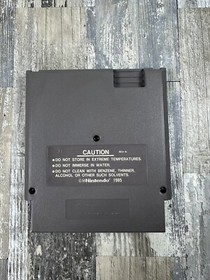 CAUTION
●DO NOT STORE IN EXTREME TEMPERATURES.
●DO NOT IMMERSE IN WATER.
●DO NOT CLEAN WITH BENZENE, THINNER,
ALCOHOL OR OTHER SUCH SOLVENTS.
©®Nintendo® 1985